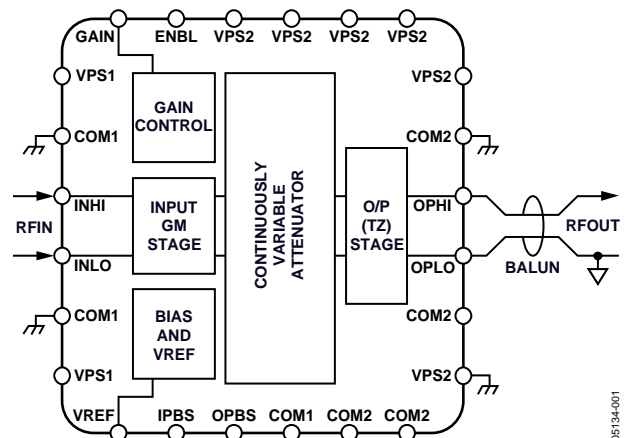 GAIN ENBL VPS2 VPS2 VPS2 VPS2
VPS1
VPS2
GAIN
CONTROL
COM1
COM2
CONTINUOUSLY
VARIABLE
ATTENUATOR
INHI
RFIN
INLO
INPUT
GM
STAGE
O/P
(TZ)
STAGE
OPHI
OPLO
RFOUT
BALUN
COM1
COM2
BIAS
AND
VREF
VPS1
VPS2
VREF IPBS OPBS COM1 COM2 COM2
05134-001